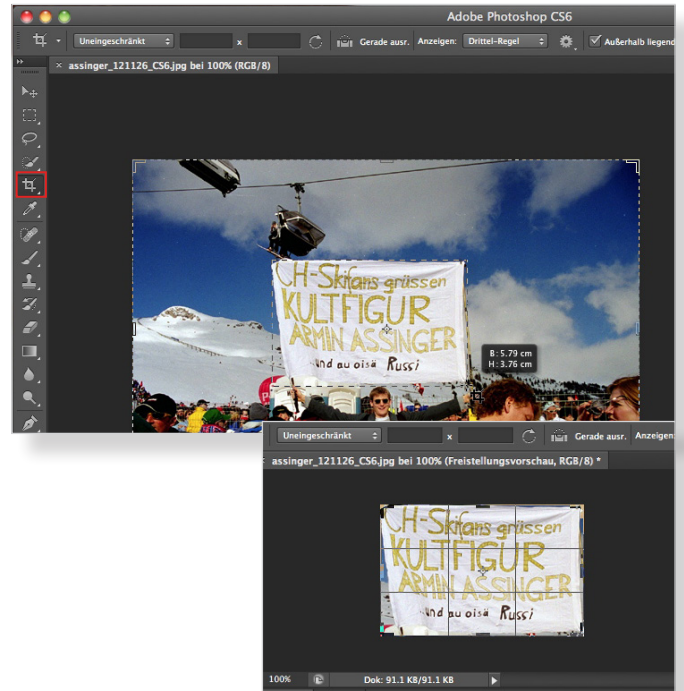 Adobe Photoshop CS6
Uneingeschränkt x Gerade ausr. Anzeigen: Drittel-Regel Außerhalb liegend
× assinger_121126_CS6.jpg bei 100% (RGB/8)
CH-Skifans grüssen
KULTFIGUR
ARMIN ASSINGER
...und au oisä Russi
B: 5.79 cm
H: 3.76 cm
P
Uneingeschränkt x Gerade ausr. Anzeigen:
assinger_121126_CS6.jpg bei 100% (Freistellungsvorschau, RGB/8) *
CH-Skifans grüssen
KULTFIGUR
ARMIN ASSINGER
...und au oisä Russi
100% Dok: 91.1 KB/91.1 KB